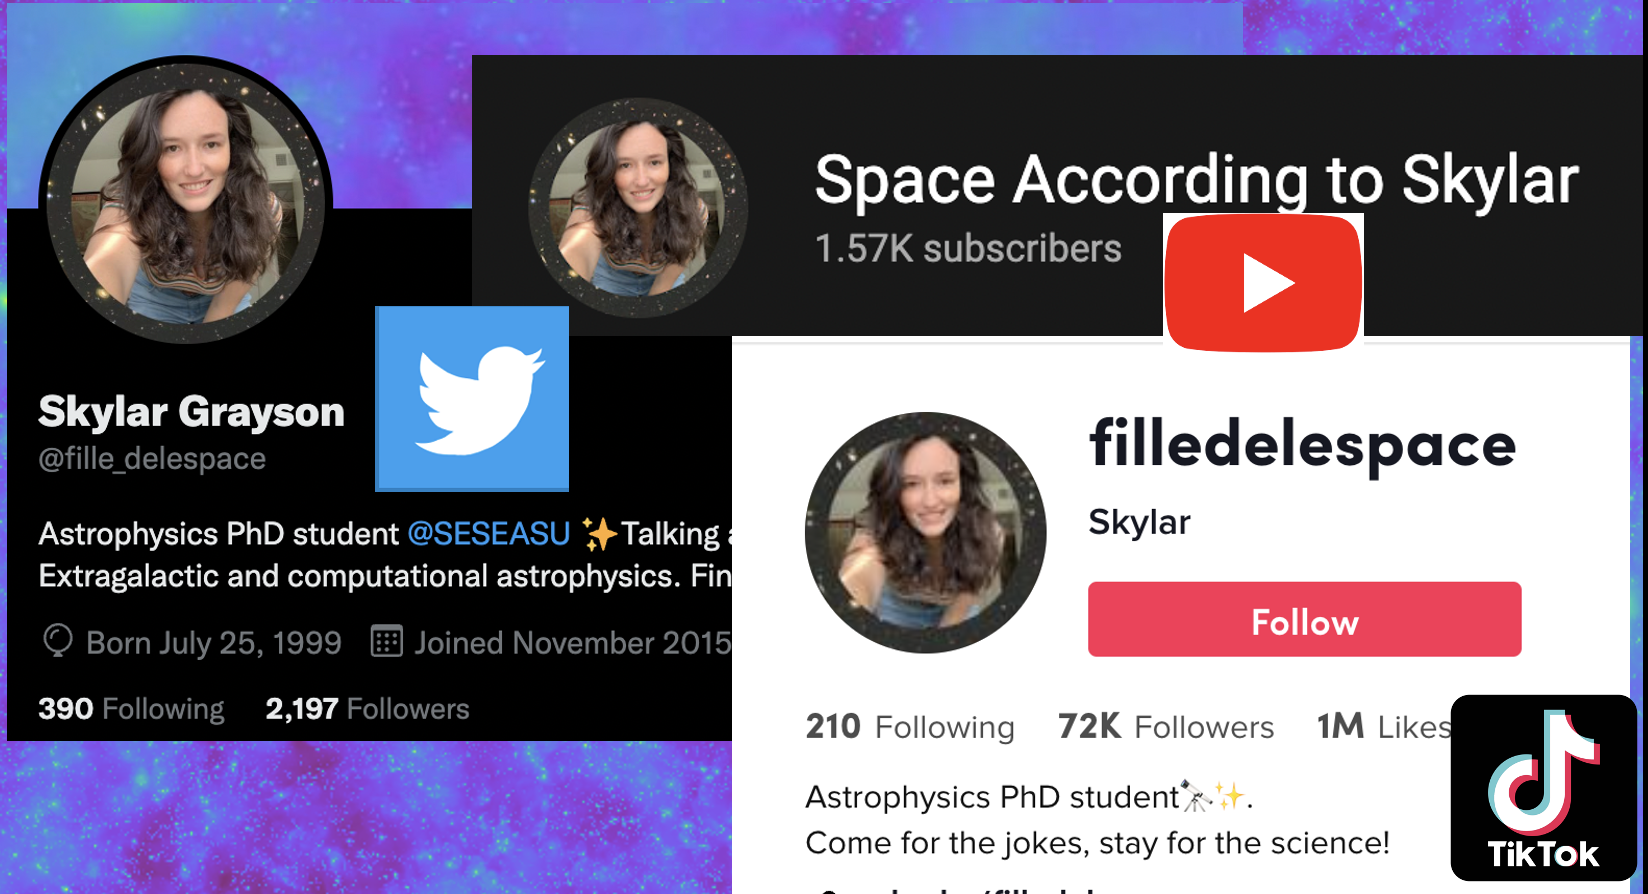 Space According to Skylar
1.57K subscribers
Skylar Grayson
@fille_delespace
Astrophysics PhD student @SESEASU ✨Talking
Extragalactic and computational astrophysics. Fin
Born July 25, 1999 Joined November 2015
390 Following 2,197 Followers
filledelespace
Skylar
Follow
210 Following 72K Followers 1M Likes
Astrophysics PhD student🔭✨.
Come for the jokes, stay for the science!
TikTok